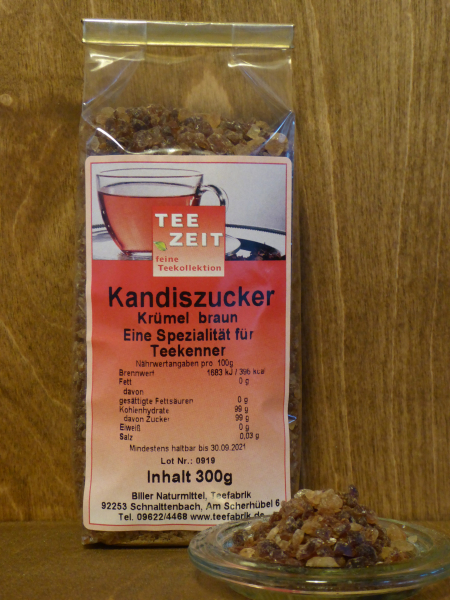 TEE
ZEIT
feine
Teekollektion
Kandiszucker
Krümel braun
Eine Spezialität für
Teekenner
Nährwertangaben pro 100g
Brennwert 1683 kJ / 396 kcal
Fett 0 g
davon
gesättigte Fettsäuren 0 g
Kohlenhydrate 99 g
davon Zucker 99 g
Eiweiß 0 g
Salz 0,03 g
Mindestens haltbar bis 30.09.2021
Lot Nr.: 0919
Inhalt 300g
Biller Naturmittel, Teefabrik
92253 Schnaittenbach, Am Scherhübel 6
Tel. 09622/4468 www.teefabrik.de